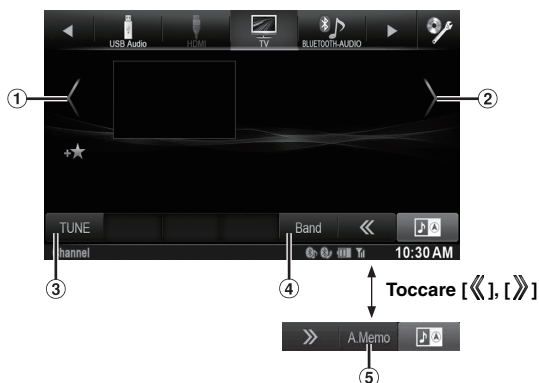 USB Audio HDMI TV BLUETOOTH-AUDIO
1 2
+★
TUNE Band 《
hannel 10:30 AM
3 4
Toccare [《], [》]
》 A.Memo
5